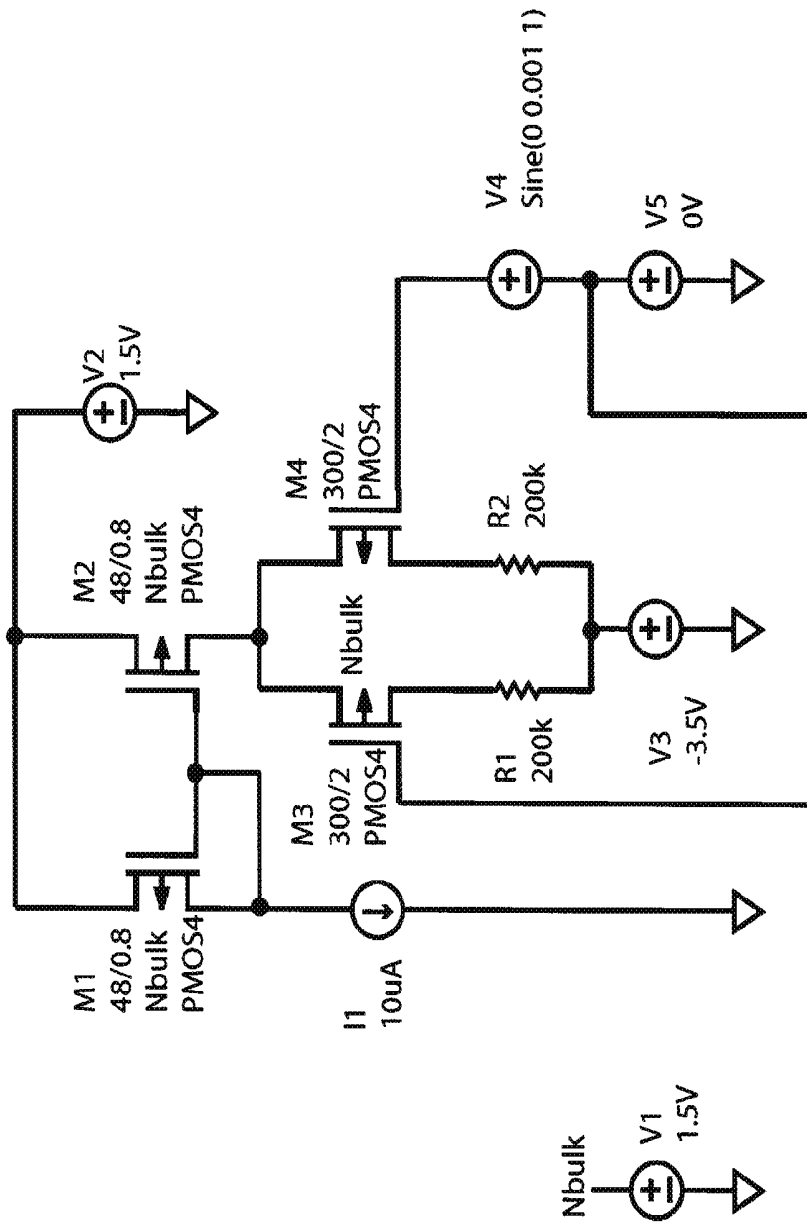 M1
48/0.8
Nbulk
PMOS4
M2
48/0.8
Nbulk
PMOS4
V2
1.5V
I1
10uA
M3
300/2
PMOS4
Nbulk
M4
300/2
PMOS4
R1
200k
R2
200k
V3
-3.5V
V4
Sine(0 0.001 1)
V5
0V
Nbulk
V1
1.5V